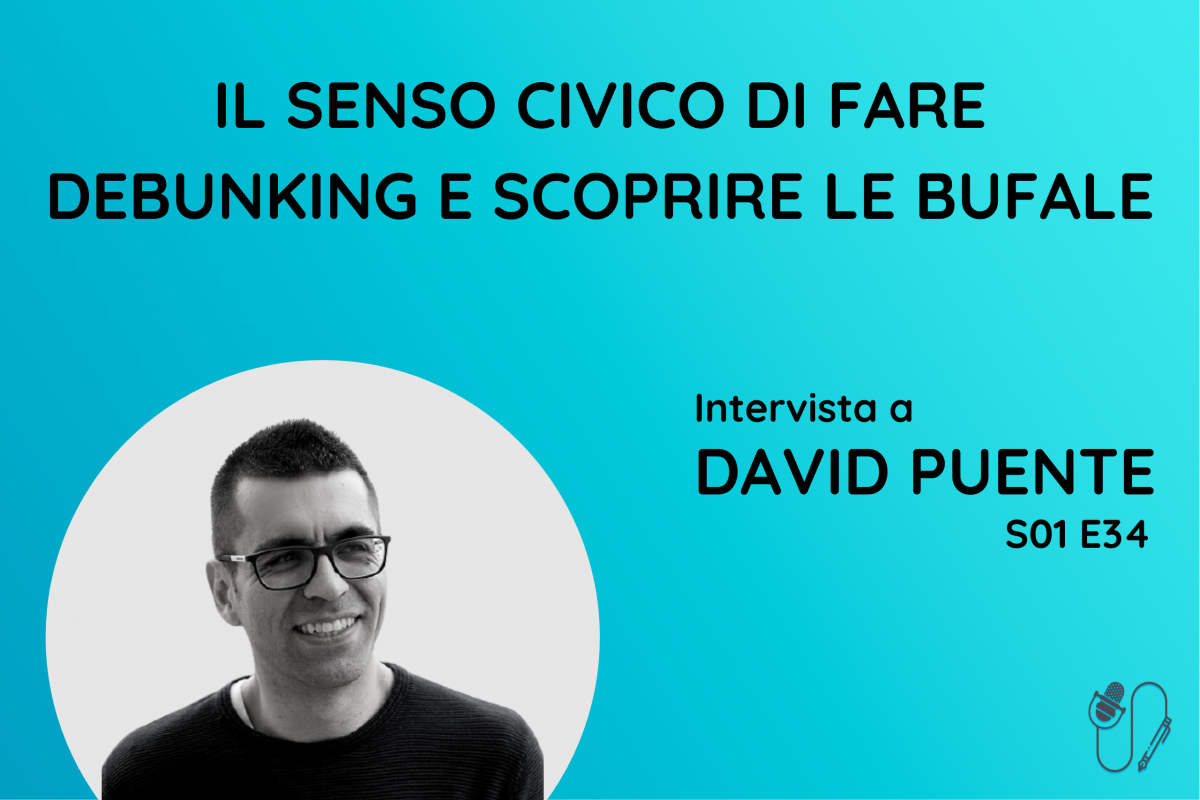 IL SENSO CIVICO DI FARE
DEBUNKING E SCOPRIRE LE BUFALE
Intervista a
DAVID PUENTE
S01 E34